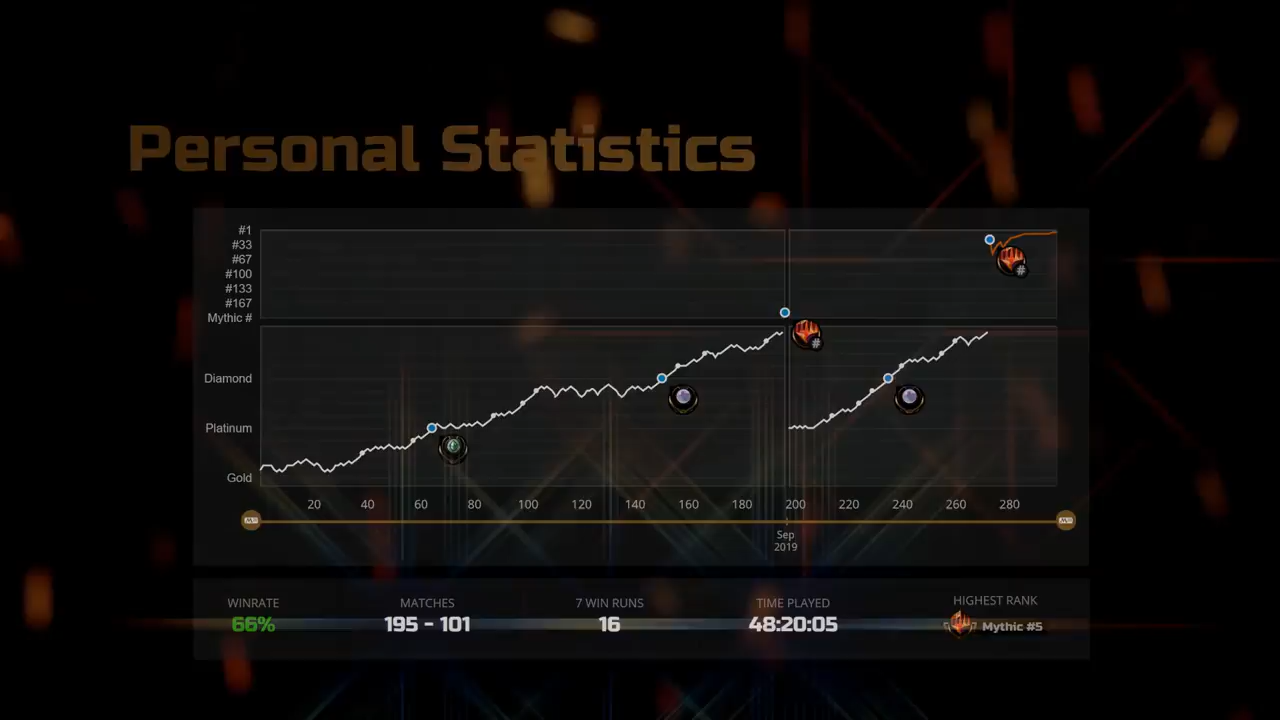 Personal Statistics
#1
#33
#67
#100
#133
#167
Mythic #
Diamond
Platinum
Gold
#
#
20 40 60 80 100 120 140 160 180 200 220 240 260 280
Sep
2019
WINRATE MATCHES 7 WIN RUNS TIME PLAYED HIGHEST RANK
66% 195 - 101 16 48:20:05 Mythic #5